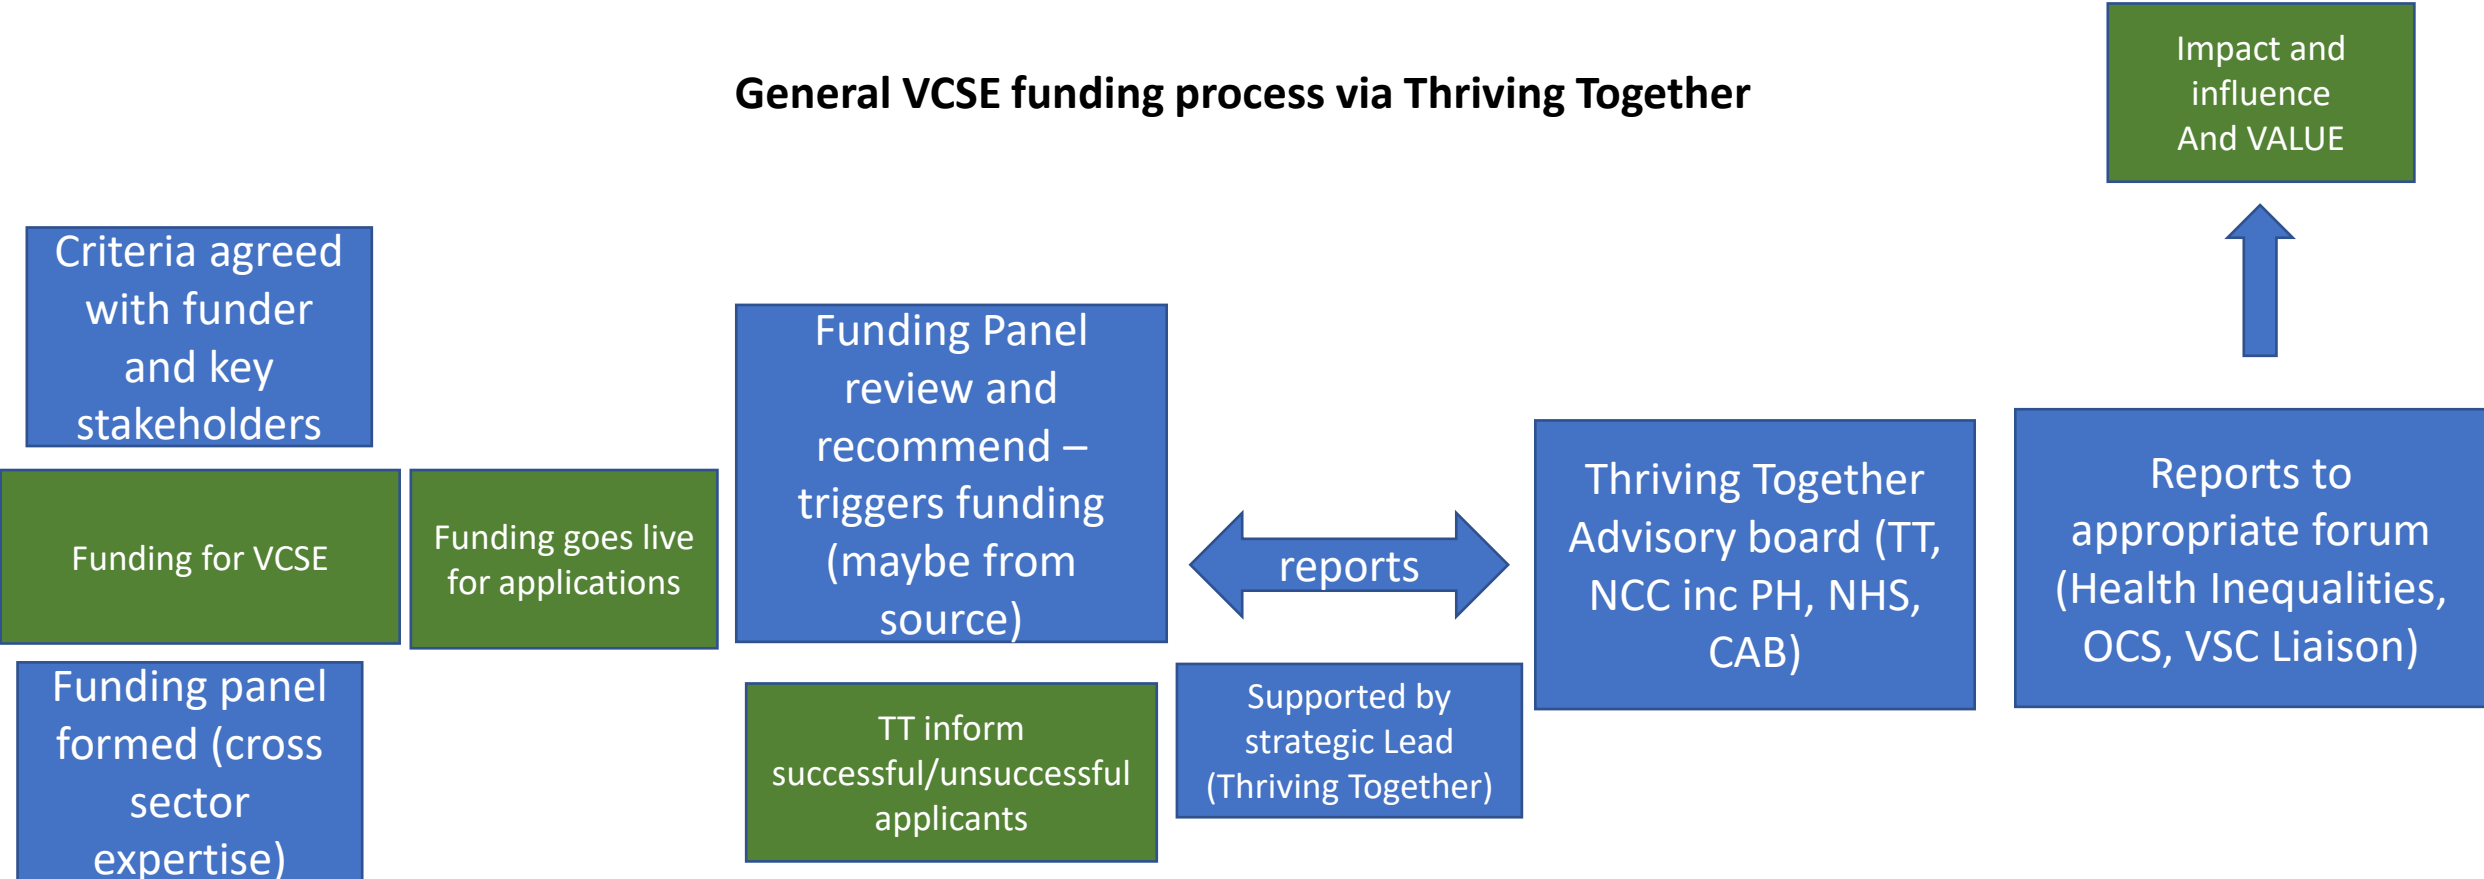 General VCSE funding process via Thriving Together
Impact and
influence
And VALUE
Criteria agreed
with funder
and key
stakeholders
Funding for VCSE
Funding panel
formed (cross
sector
expertise)
Funding goes live
for applications
Funding Panel
review and
recommend –
triggers funding
(maybe from
source)
TT inform
successful/unsuccessful
applicants
reports
Supported by
strategic Lead
(Thriving Together)
Thriving Together
Advisory board (TT,
NCC inc PH, NHS,
CAB)
Reports to
appropriate forum
(Health Inequalities,
OCS, VSC Liaison)